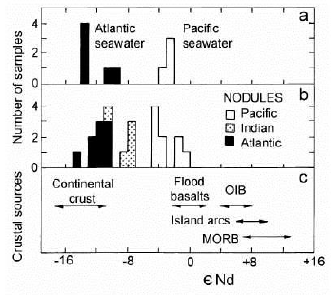 a
4
Atlantic
seawater
Pacific
seawater
2
0
Number of samples
b
4
NODULES
Pacific
Indian
Atlantic
2
0
Crustal sources
c
Continental
crust
Flood
basalts
OIB
Island arcs
MORB
-16
-8
0
+8
+16
ЄNd